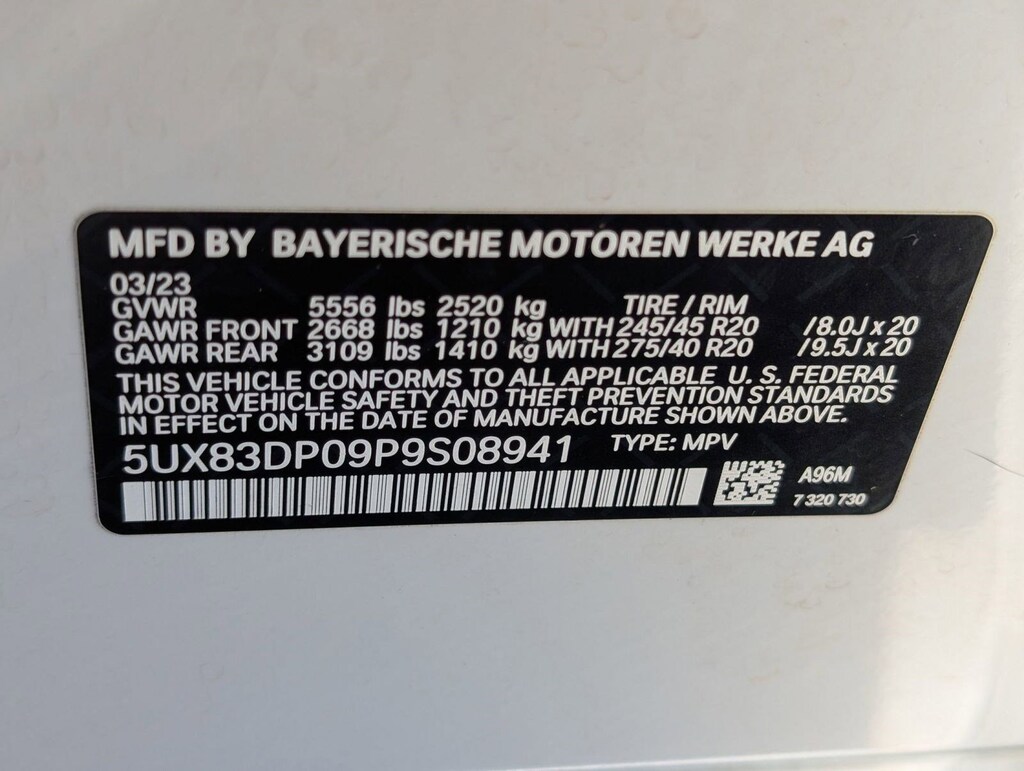 MFD BY BAYERISCHE MOTOREN WERKE AG
03/23
GVWR 5556 lbs 2520 kg TIRE / RIM
GAWR FRONT 2668 lbs 1210 kg WITH 245/45 R20 /8.0J x 20
GAWR REAR 3109 lbs 1410 kg WITH 275/40 R20 /9.5J x 20
THIS VEHICLE CONFORMS TO ALL APPLICABLE U. S. FEDERAL
MOTOR VEHICLE SAFETY AND THEFT PREVENTION STANDARDS
IN EFFECT ON THE DATE OF MANUFACTURE SHOWN ABOVE.
5UX83DP09P9S08941 TYPE: MPV
A96M
7 320 730